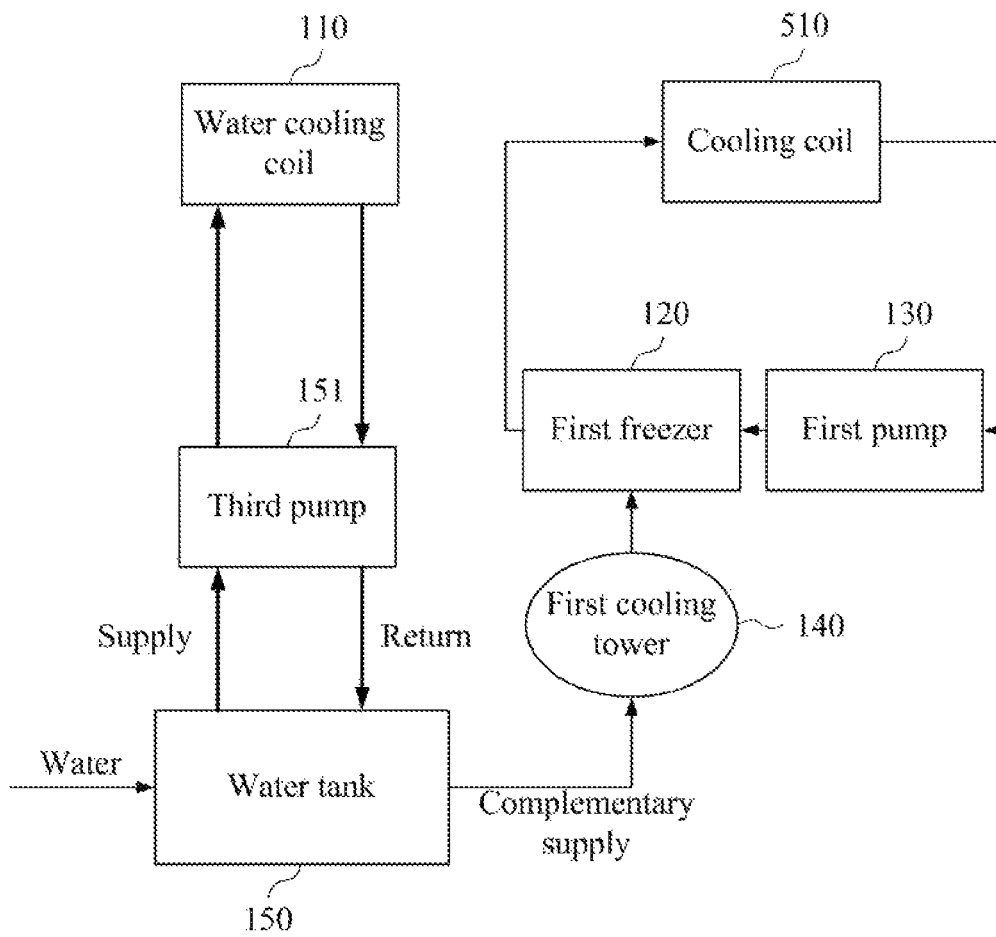 110
510
Water cooling
coil
Cooling coil
120
130
151
First freezer
First pump
Third pump
First cooling
tower
140
Supply
Return
Water
Water tank
Complementary
supply
150